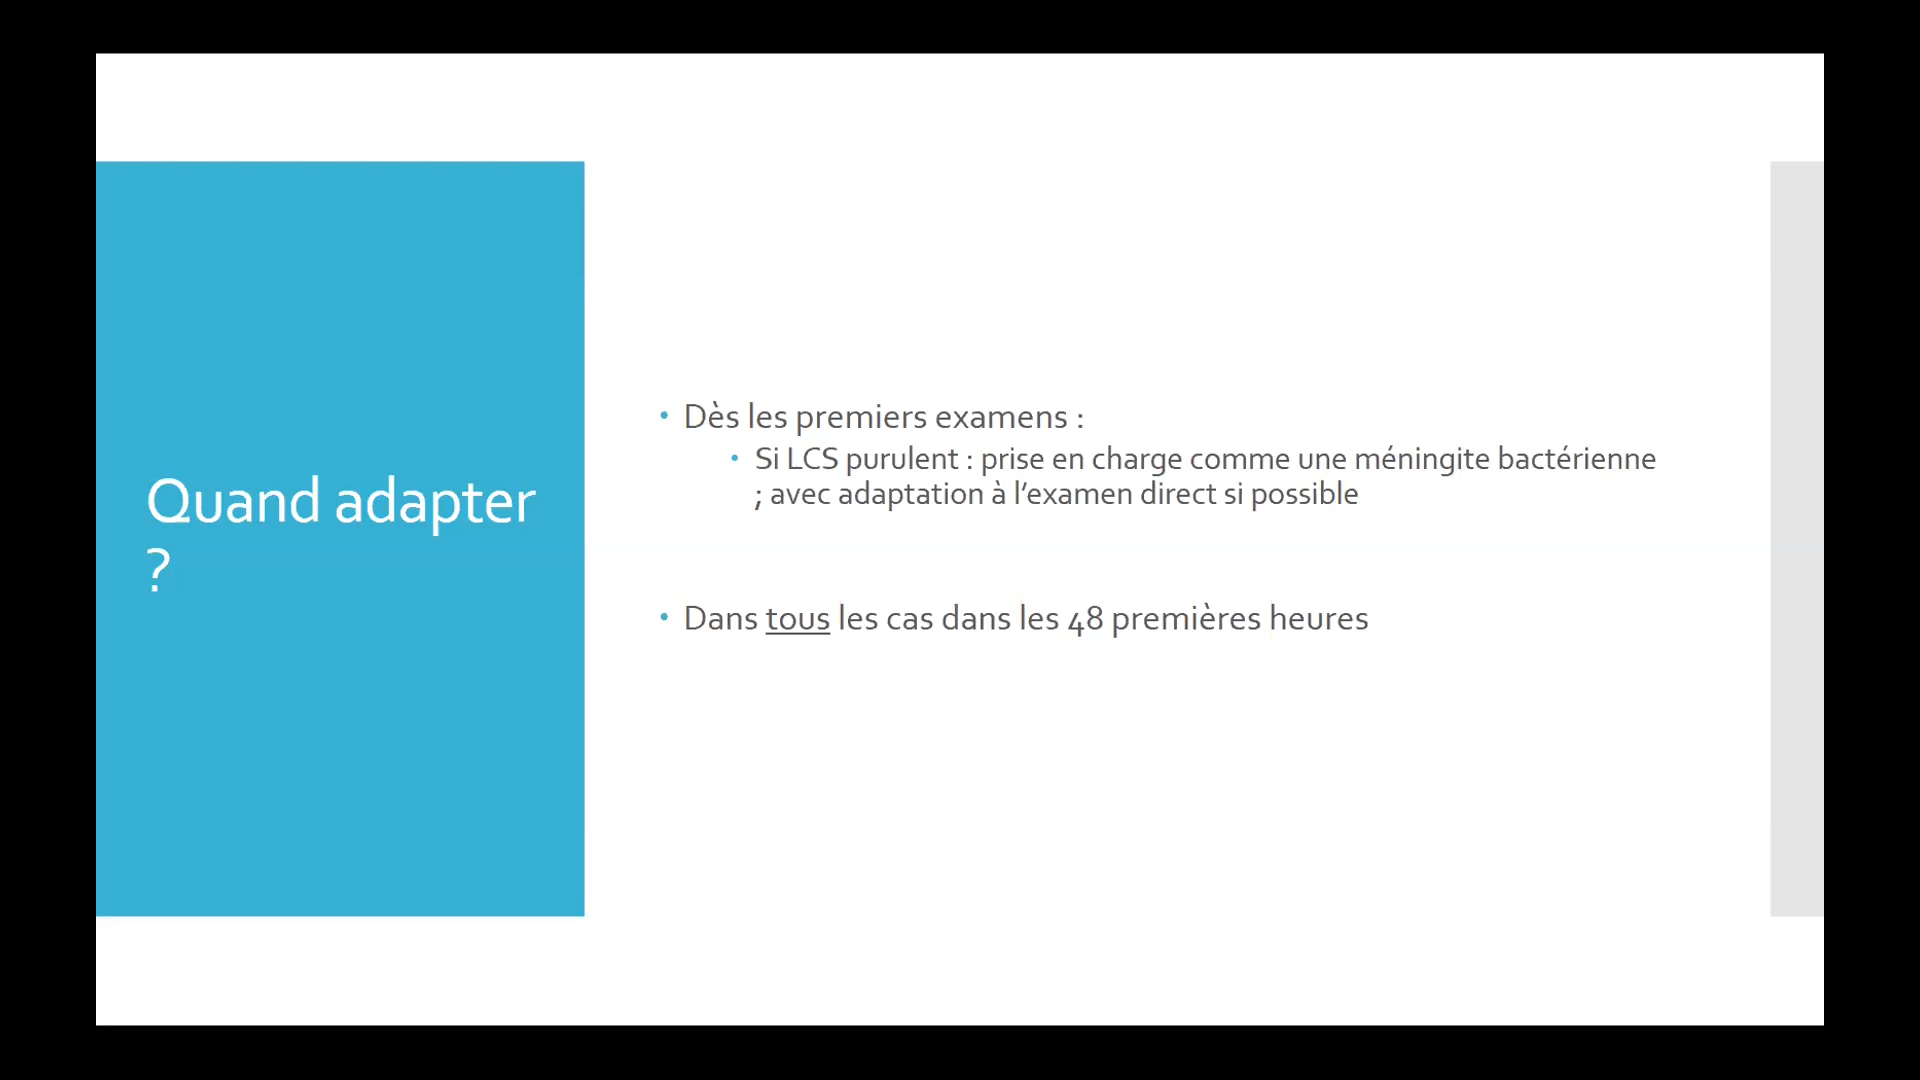 Quand adapter
?
• Dès les premiers examens :
• Si LCS purulent : prise en charge comme une méningite bactérienne
; avec adaptation à l’examen direct si possible
• Dans tous les cas dans les 48 premières heures